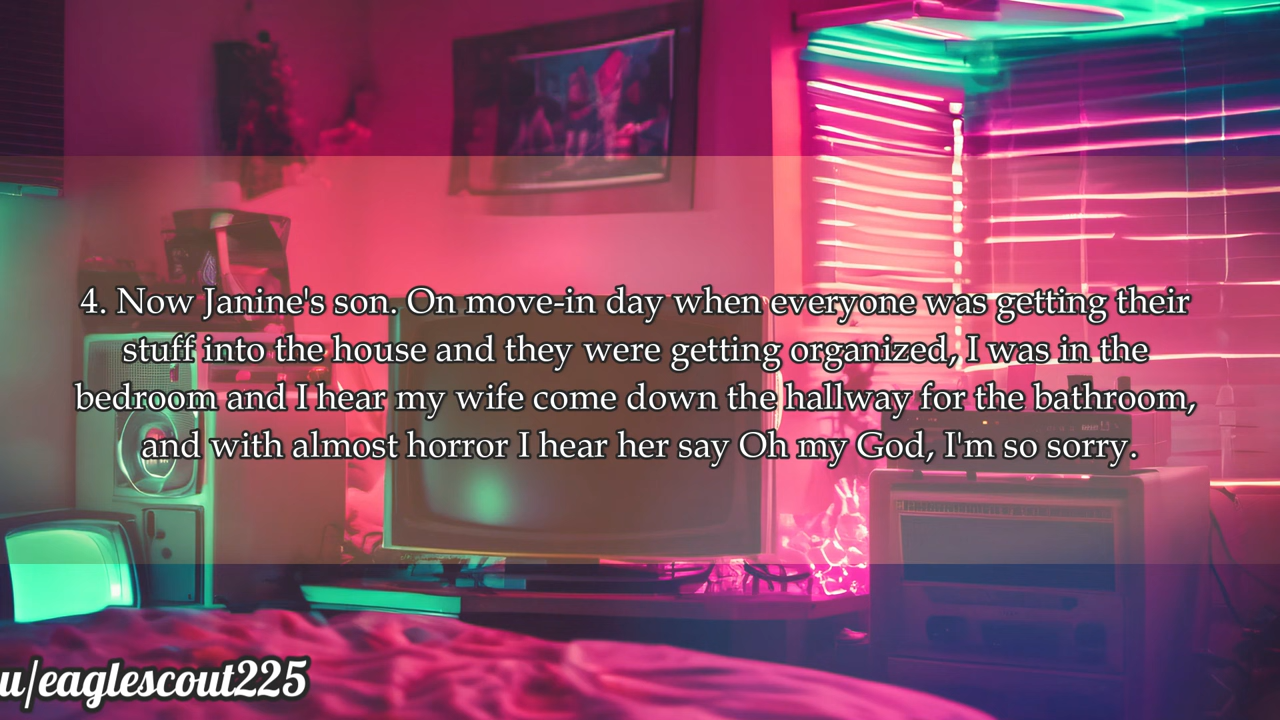 4. Now Janine's son. On move-in day when everyone was getting their
stuff into the house and they were getting organized, I was in the
bedroom and I hear my wife come down the hallway for the bathroom,
and with almost horror I hear her say Oh my God, I'm so sorry.
u/eaglescout225